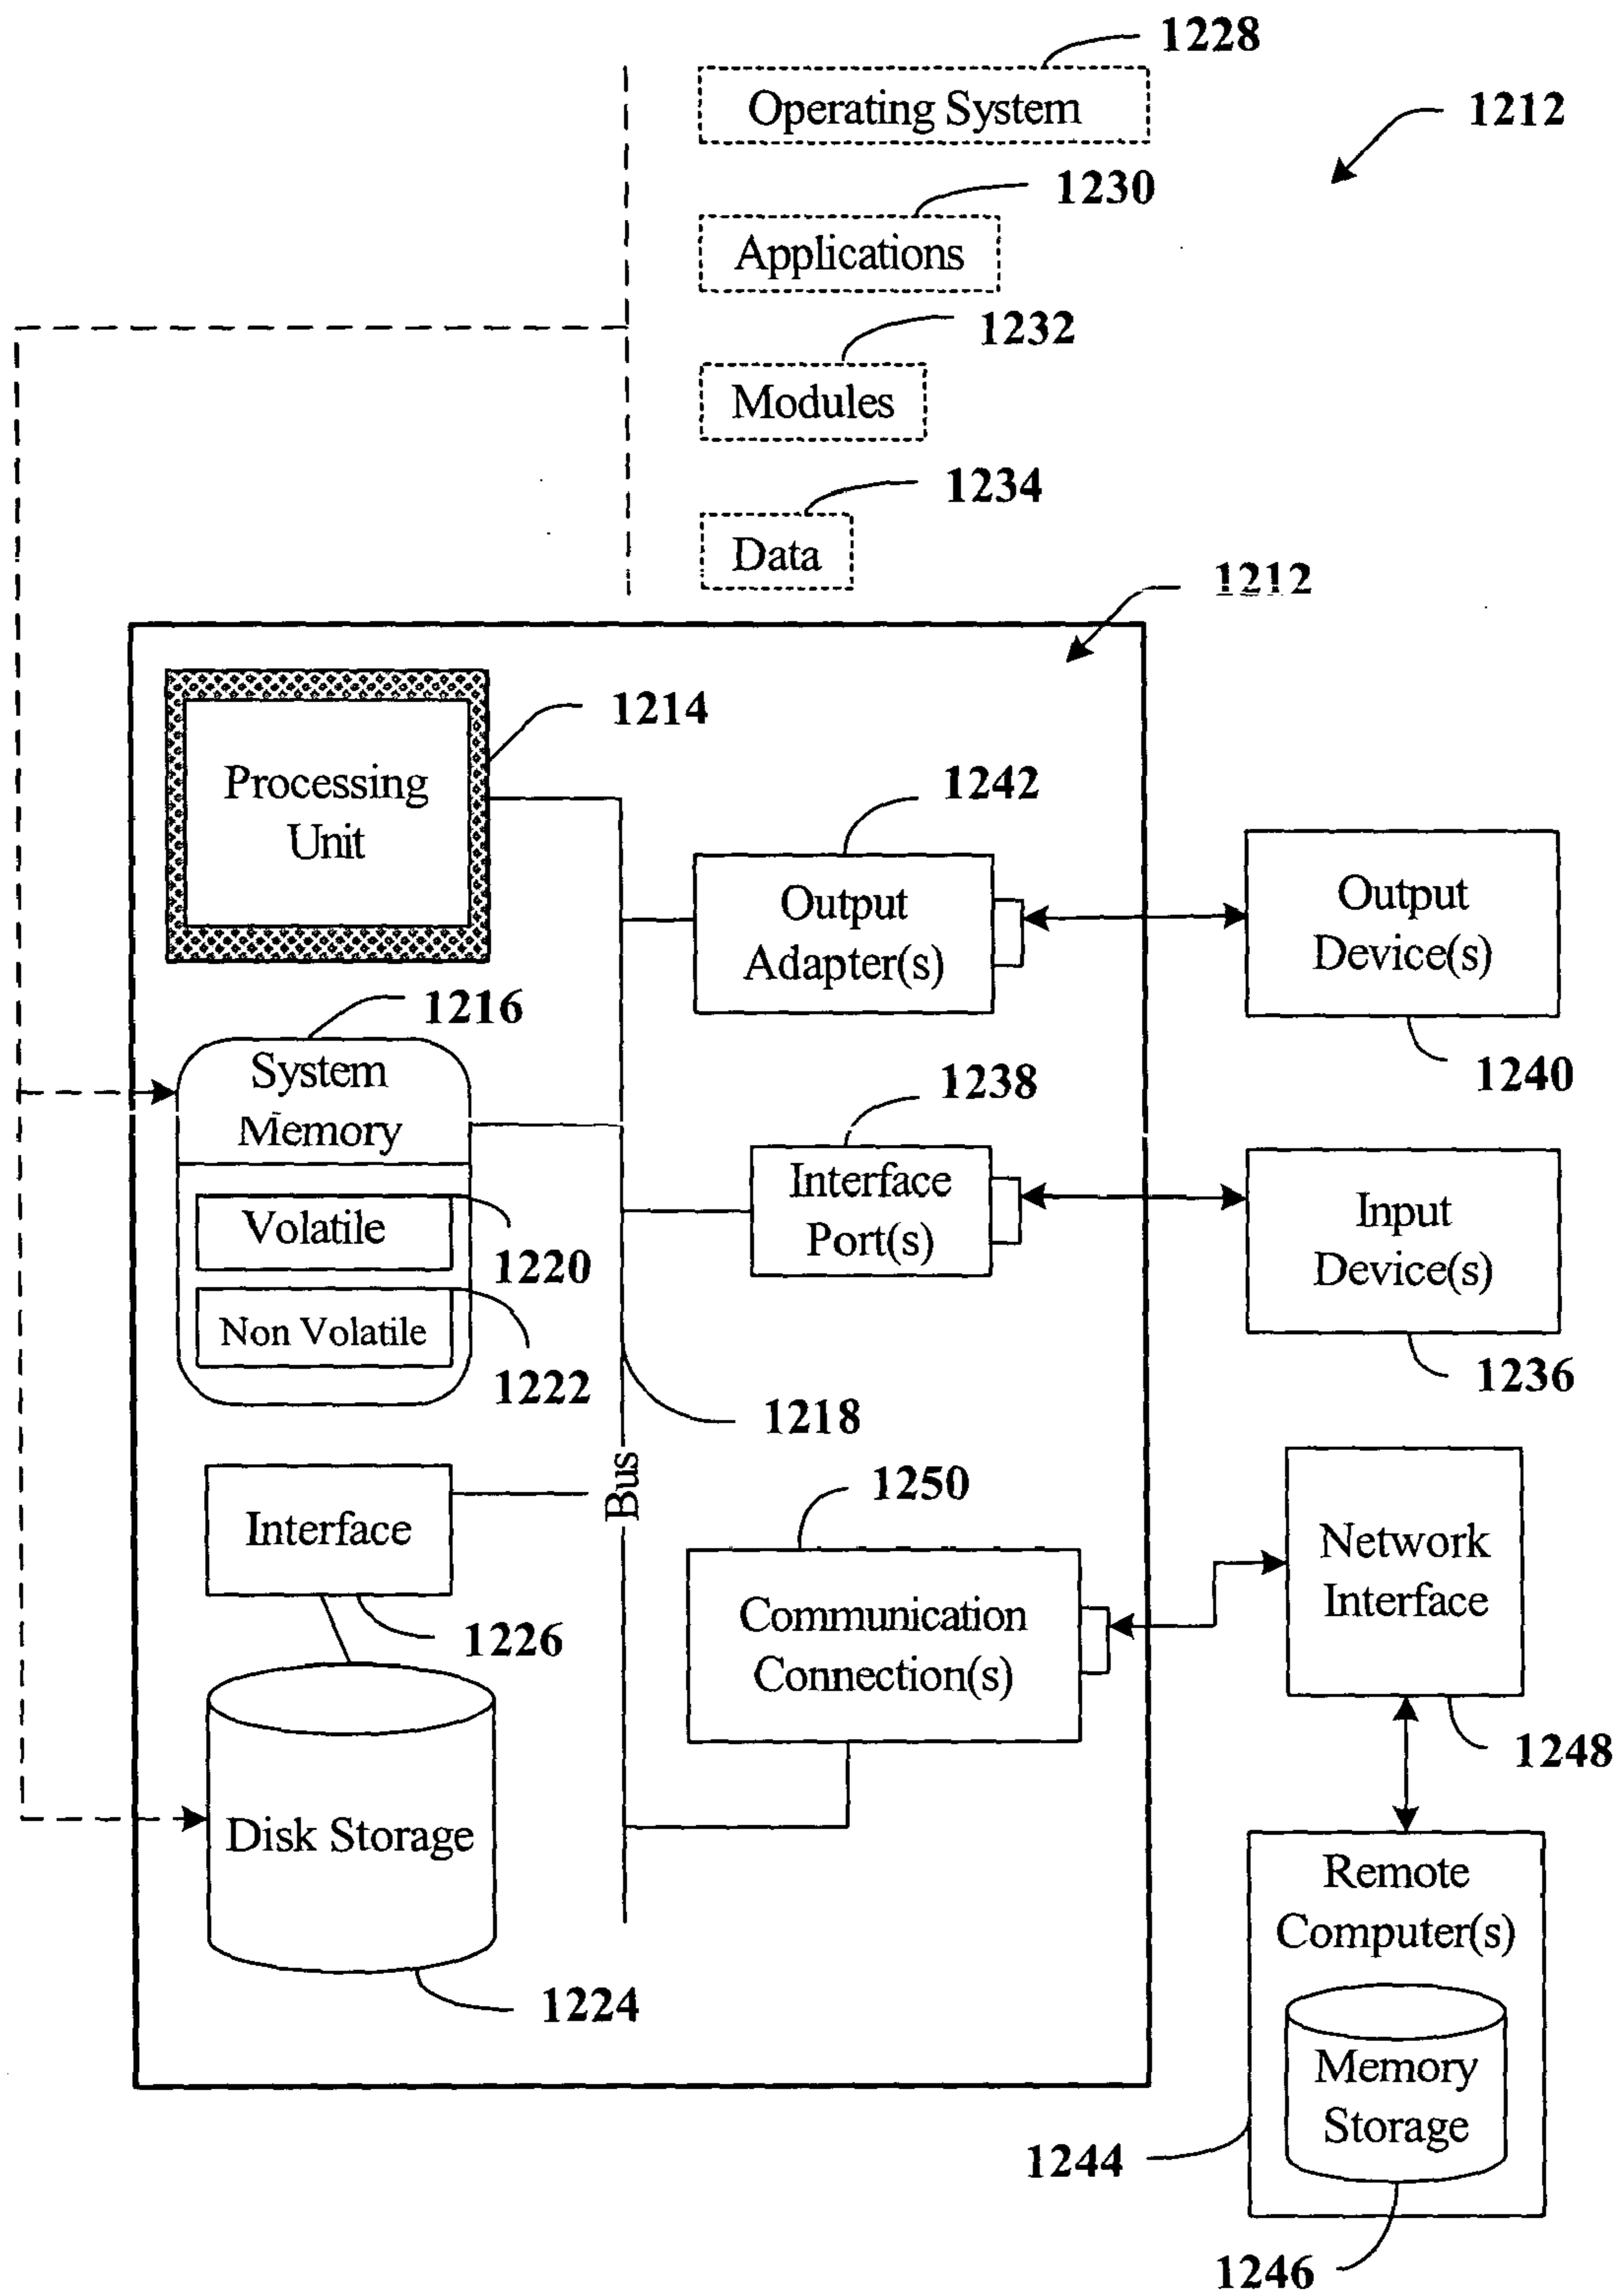 1228
Operating System
1212
1230
Applications
1232
Modules
1234
Data
1212
1214
Processing
Unit
1242
Output
Adapter(s)
Output
Device(s)
1240
1216
System
Memory
1238
Interface
Port(s)
Input
Device(s)
1236
Volatile
1220
Non Volatile
1222
1218
Bus
Interface
1226
1250
Communication
Connection(s)
Network
Interface
1248
Disk Storage
1224
Remote
Computer(s)
Memory
Storage
1244
1246